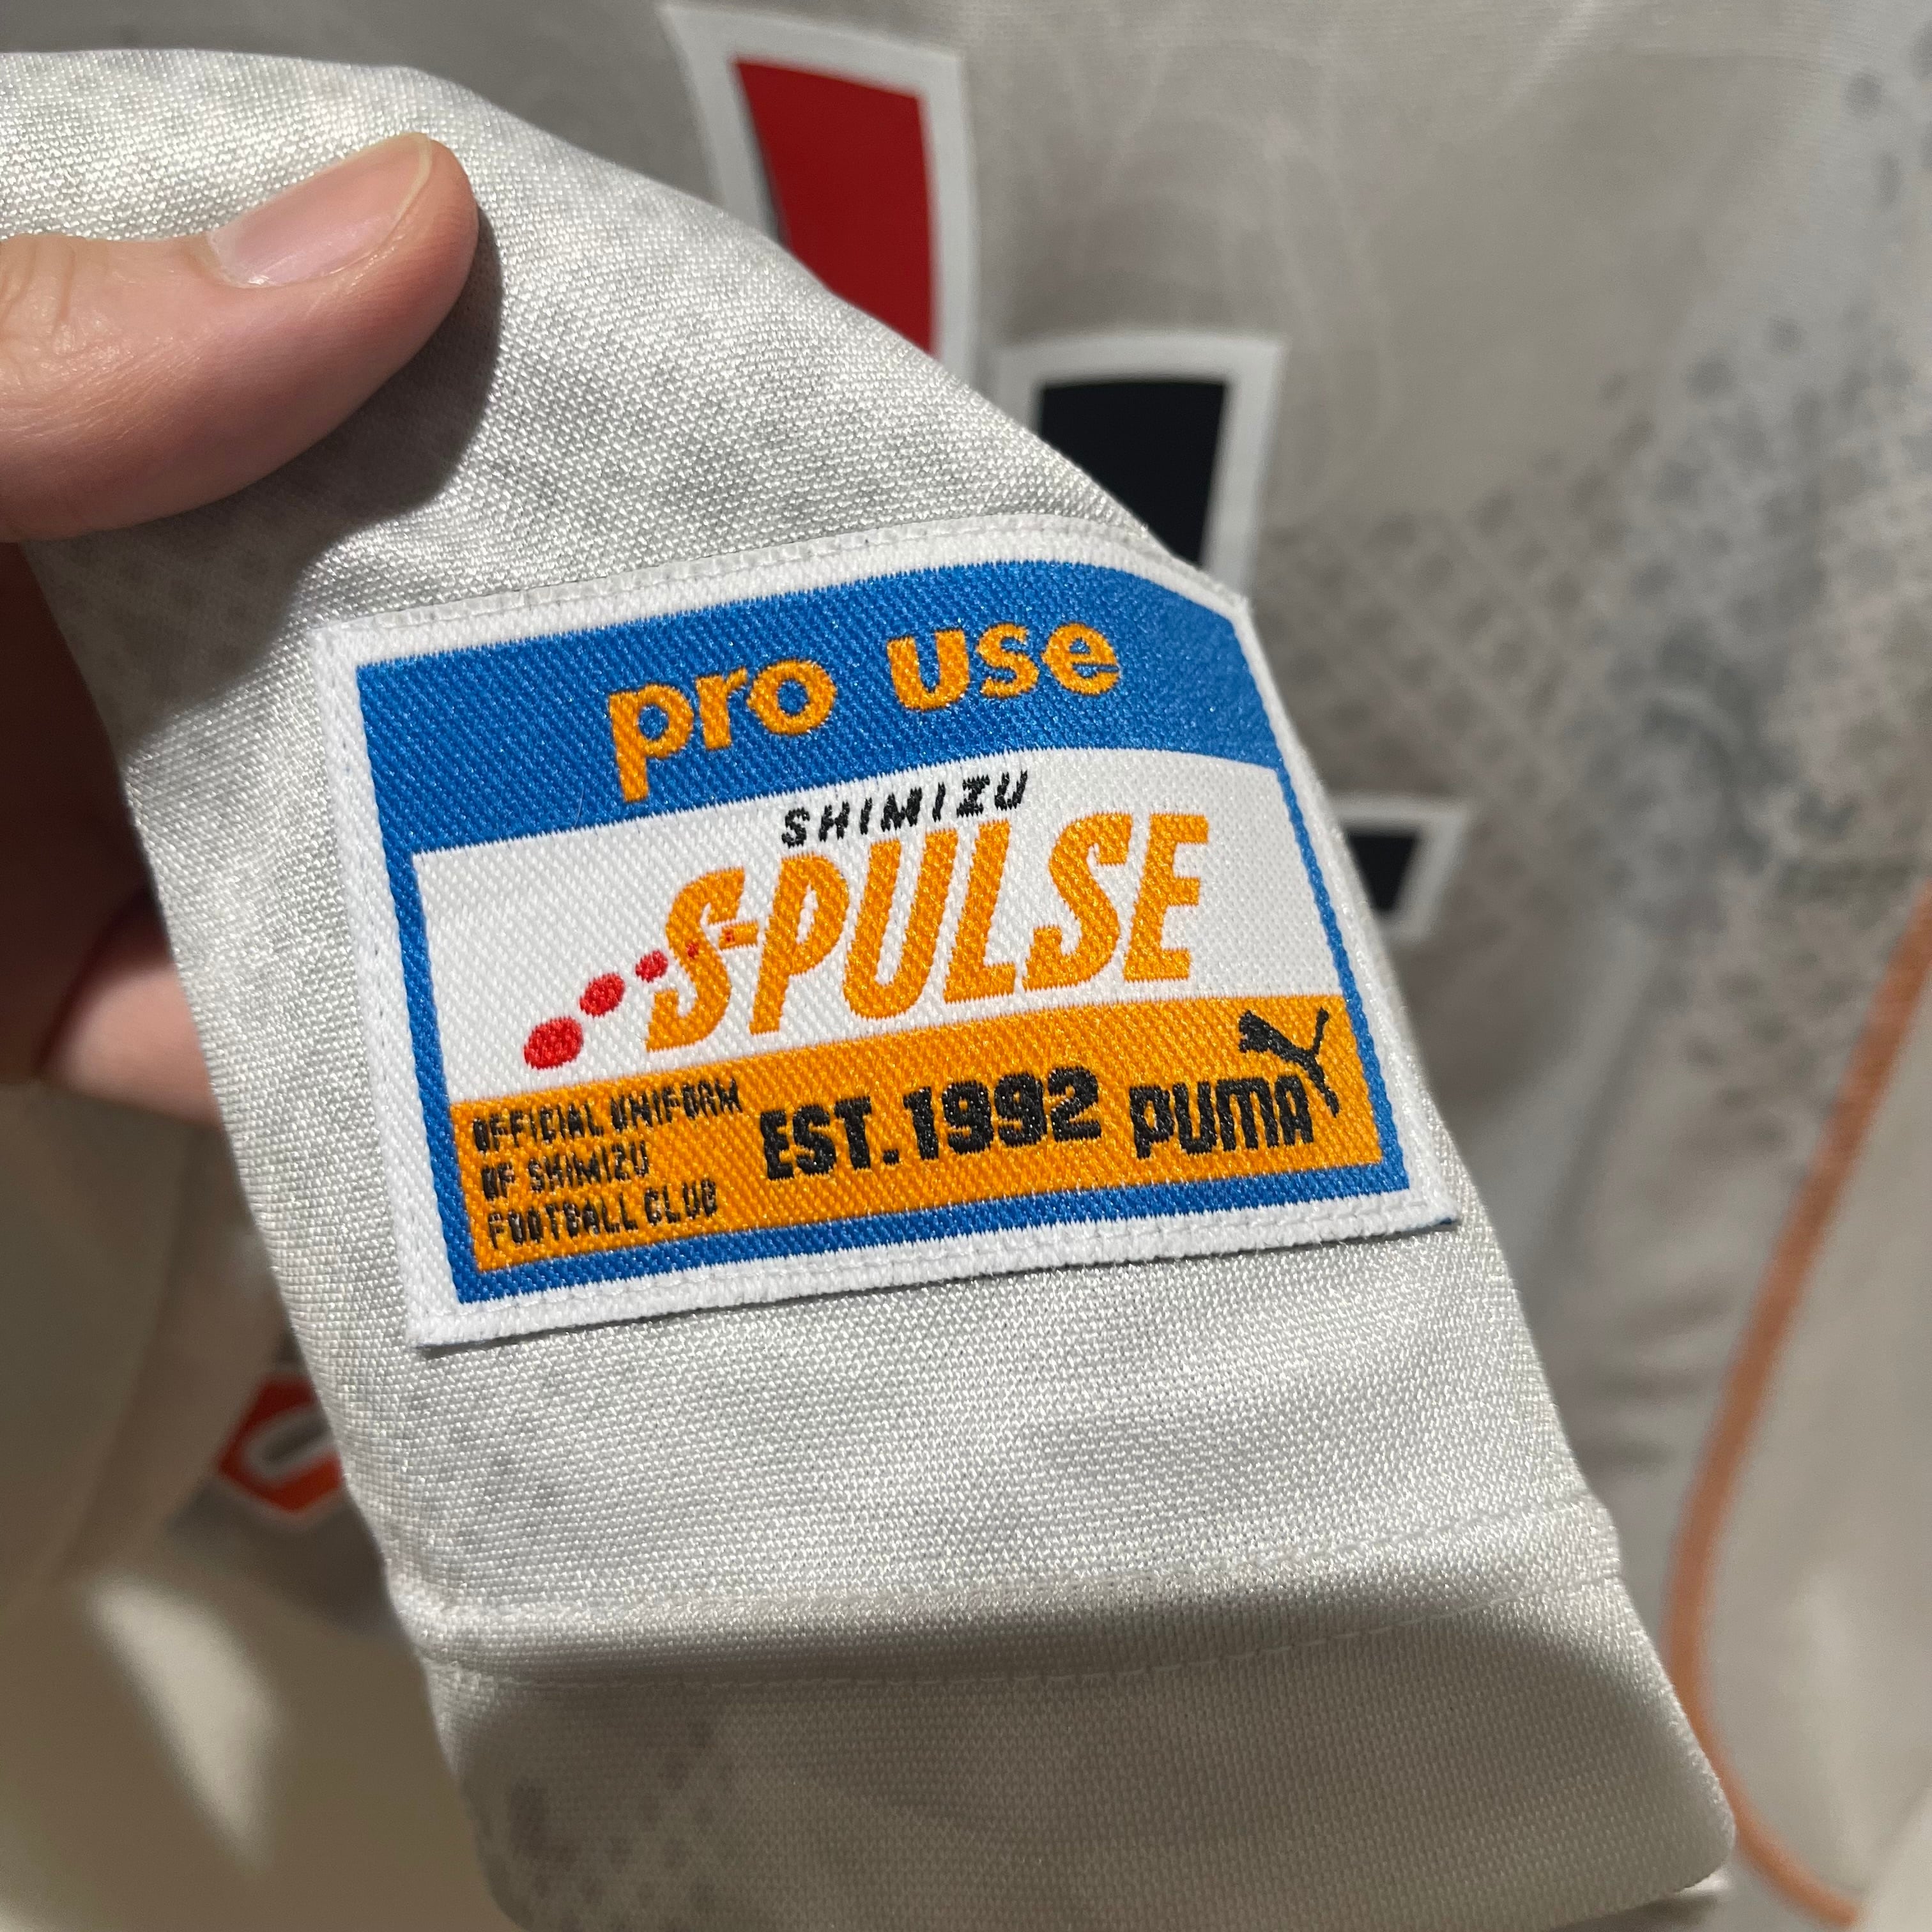 pro use
SHIMIZU
S-PULSE
OFFICIAL UNIFORM
OF SHIMIZU
FOOTBALL CLUB
EST. 1992
PUMA